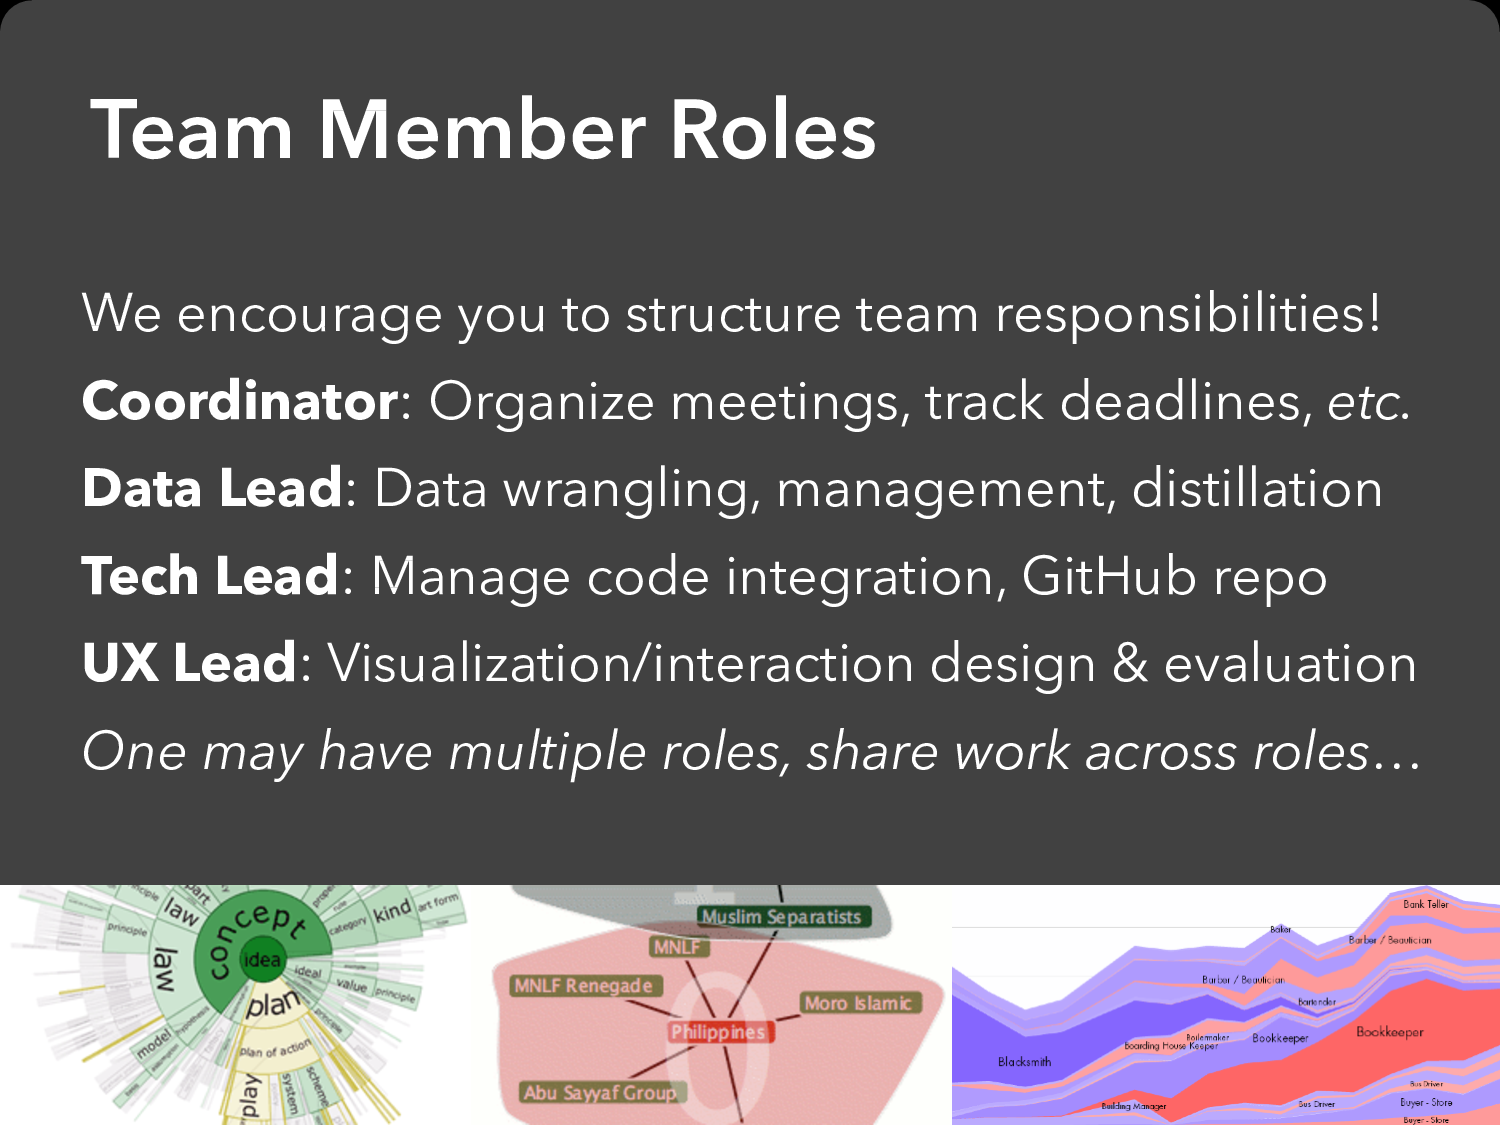 Team Member Roles
We encourage you to structure team responsibilities!
Coordinator: Organize meetings, track deadlines, etc.
Data Lead: Data wrangling, management, distillation
Tech Lead: Manage code integration, GitHub repo
UX Lead: Visualization/interaction design & evaluation
One may have multiple roles, share work across roles…
part
law
concept
kind
art form
category
rule
principle
law
idea
ideal
value
principle
plan
principle
hypothesis
model
plan of action
play
system
scheme
Muslim Separatists
MNLF
MNLF Renegade
Moro Islamic
Philippines
Abu Sayyaf Group
Bank Teller
Baker
Barber / Beautician
Barber / Beautician
Bartender
Boilermaker
Boarding House Keeper
Bookkeeper
Bookkeeper
Blacksmith
Bus Driver
Building Manager
Bus Driver
Buyer - Store
Buyer - Store